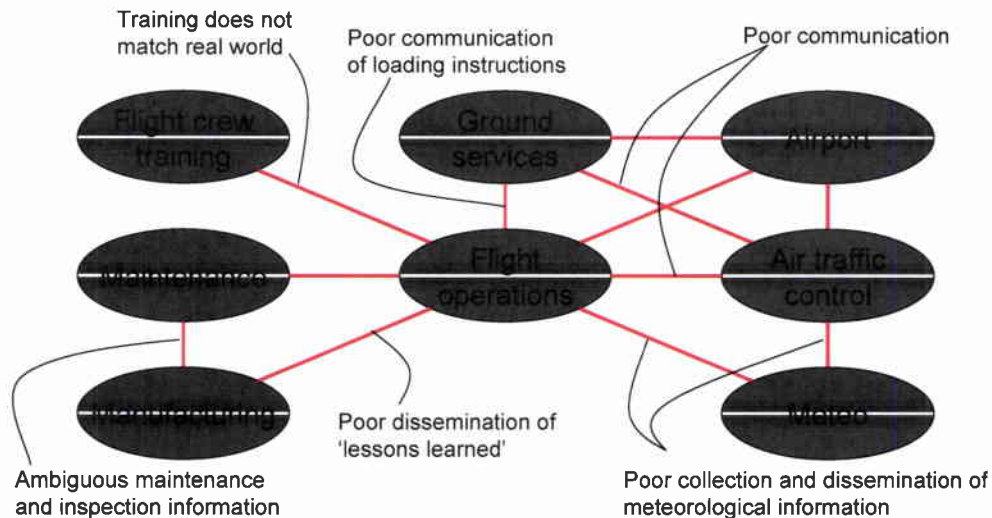 Training does not
match real world
Poor communication
of loading instructions
Poor communication
Flight crew
training
Ground
services
Airport
Maintenance
Flight
operations
Air traffic
control
Manufacturing
Meteo
Poor dissemination of
‘lessons learned’
Ambiguous maintenance
and inspection information
Poor collection and dissemination of
meteorological information